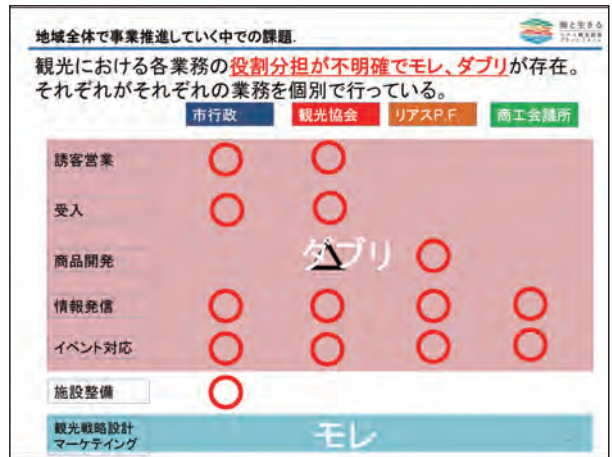 地域全体で事業推進していく中での課題.
海と生きる
観光における各業務の役割分担が不明確でモレ、ダブリが存在。
それぞれがそれぞれの業務を個別で行っている。
市行政 観光協会 リアスP.F. 商工会議所
誘客営業 ○ ○
受入 ○ ○
商品開発 △ ○
ダブリ
情報発信 ○ ○ ○ ○
イベント対応 ○ ○ ○ ○
施設整備 ○
観光戦略設計
マーケテイング
モレ